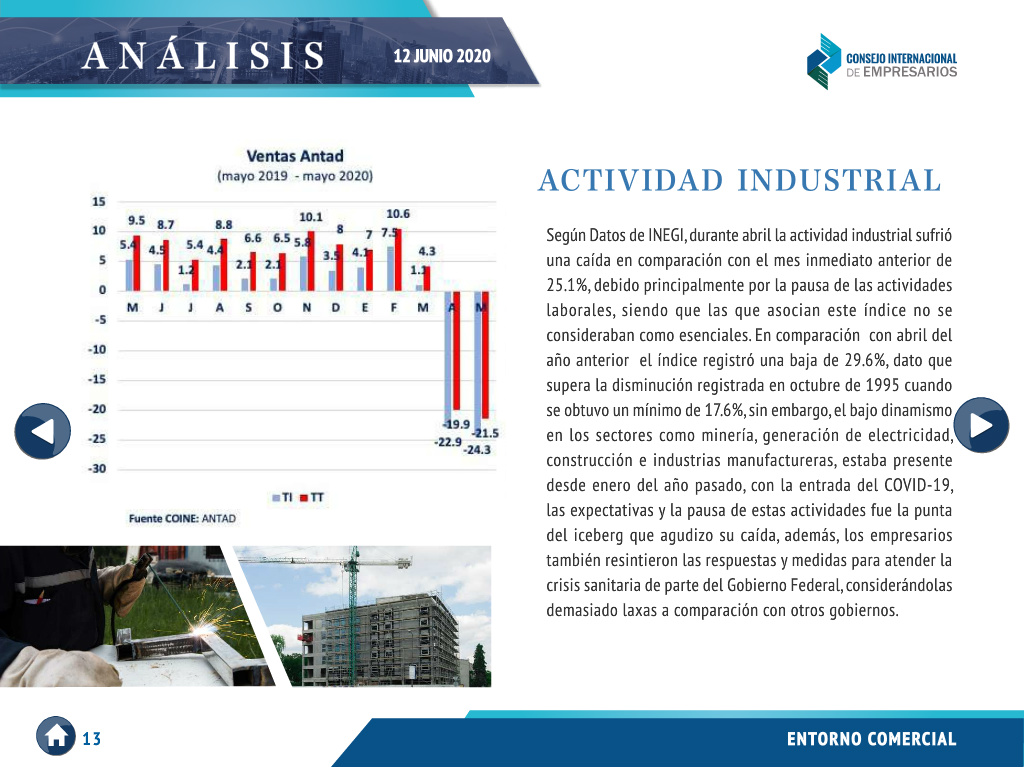 ANÁLISIS
12 JUNIO 2020
CONSEJO INTERNACIONAL
DE EMPRESARIOS
Ventas Antad
(mayo 2019 - mayo 2020)
15
10
5
0
-5
-10
-15
-20
-25
-30
5.4 9.5
4.5 8.7
1.2 5.4
4.4 8.8
2.1 6.6
2.1 6.5
5.8 10.1
3.5 8
4.1 7
7.5 10.6
1.1 4.3
-22.9 -19.9
-24.3 -21.5
M J J A S O N D E F M A M
TI TT
Fuente COINE: ANTAD
ACTIVIDAD INDUSTRIAL
Según Datos de INEGI, durante abril la actividad industrial sufrió
una caída en comparación con el mes inmediato anterior de
25.1%, debido principalmente por la pausa de las actividades
laborales, siendo que las que asocian este índice no se
consideraban como esenciales. En comparación con abril del
año anterior el índice registró una baja de 29.6%, dato que
supera la disminución registrada en octubre de 1995 cuando
se obtuvo un mínimo de 17.6%, sin embargo, el bajo dinamismo
en los sectores como minería, generación de electricidad,
construcción e industrias manufactureras, estaba presente
desde enero del año pasado, con la entrada del COVID-19,
las expectativas y la pausa de estas actividades fue la punta
del iceberg que agudizo su caída, además, los empresarios
también resintieron las respuestas y medidas para atender la
crisis sanitaria de parte del Gobierno Federal, considerándolas
demasiado laxas a comparación con otros gobiernos.
13
ENTORNO COMERCIAL